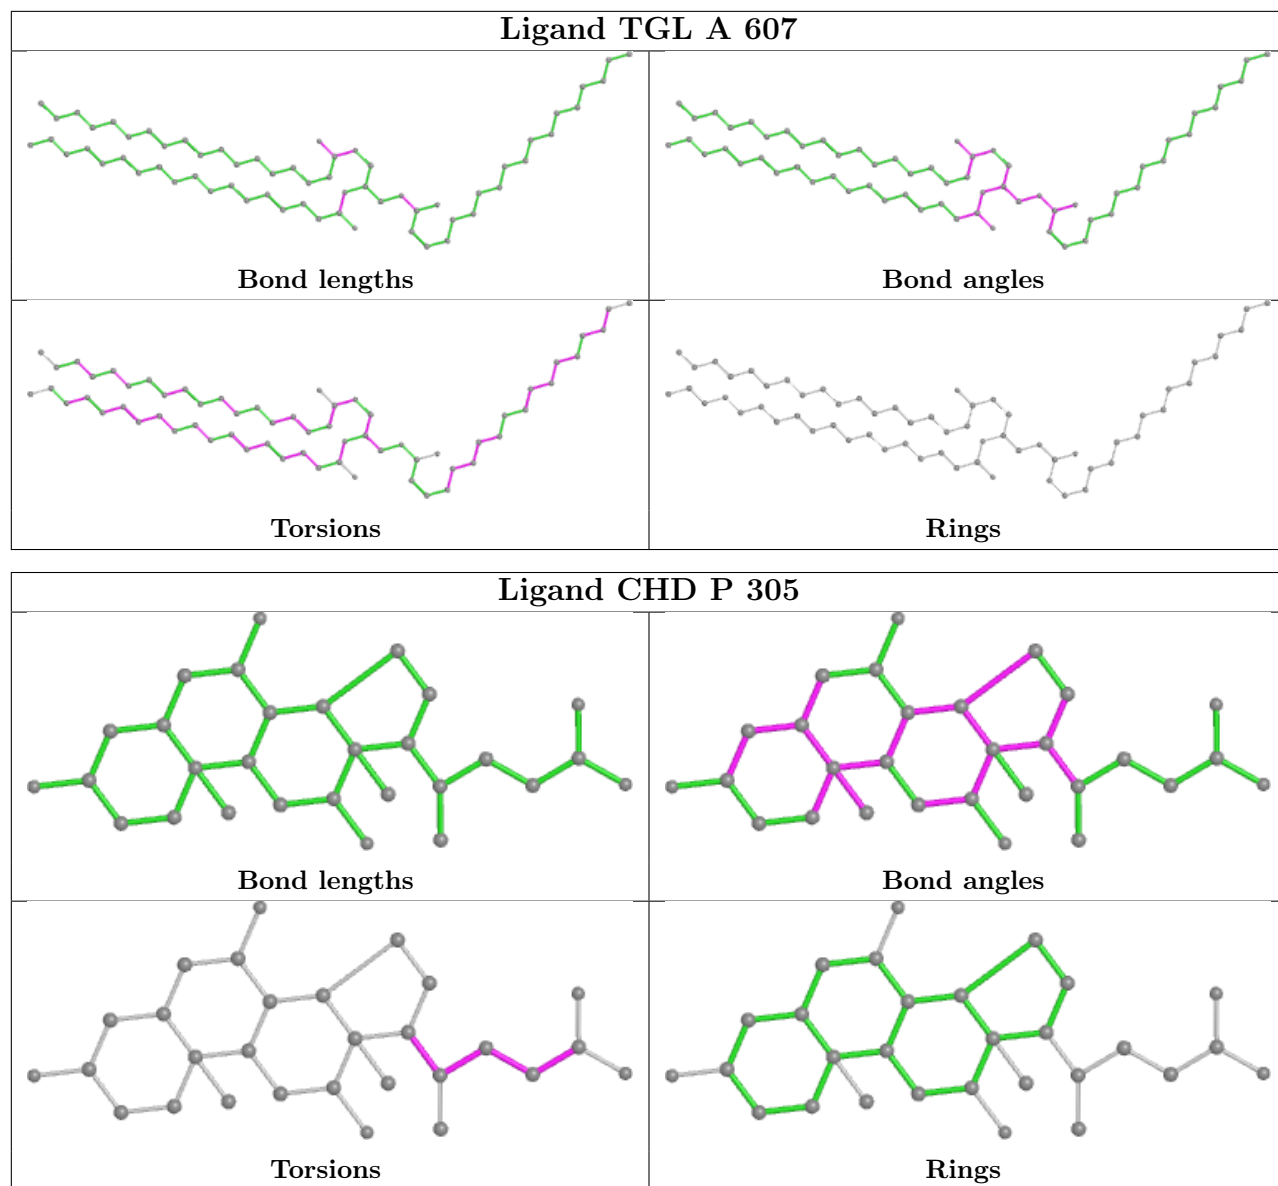 Ligand TGL A 607
Bond lengths
Bond angles
Torsions
Rings
Ligand CHD P 305
Bond lengths
Bond angles
Torsions
Rings